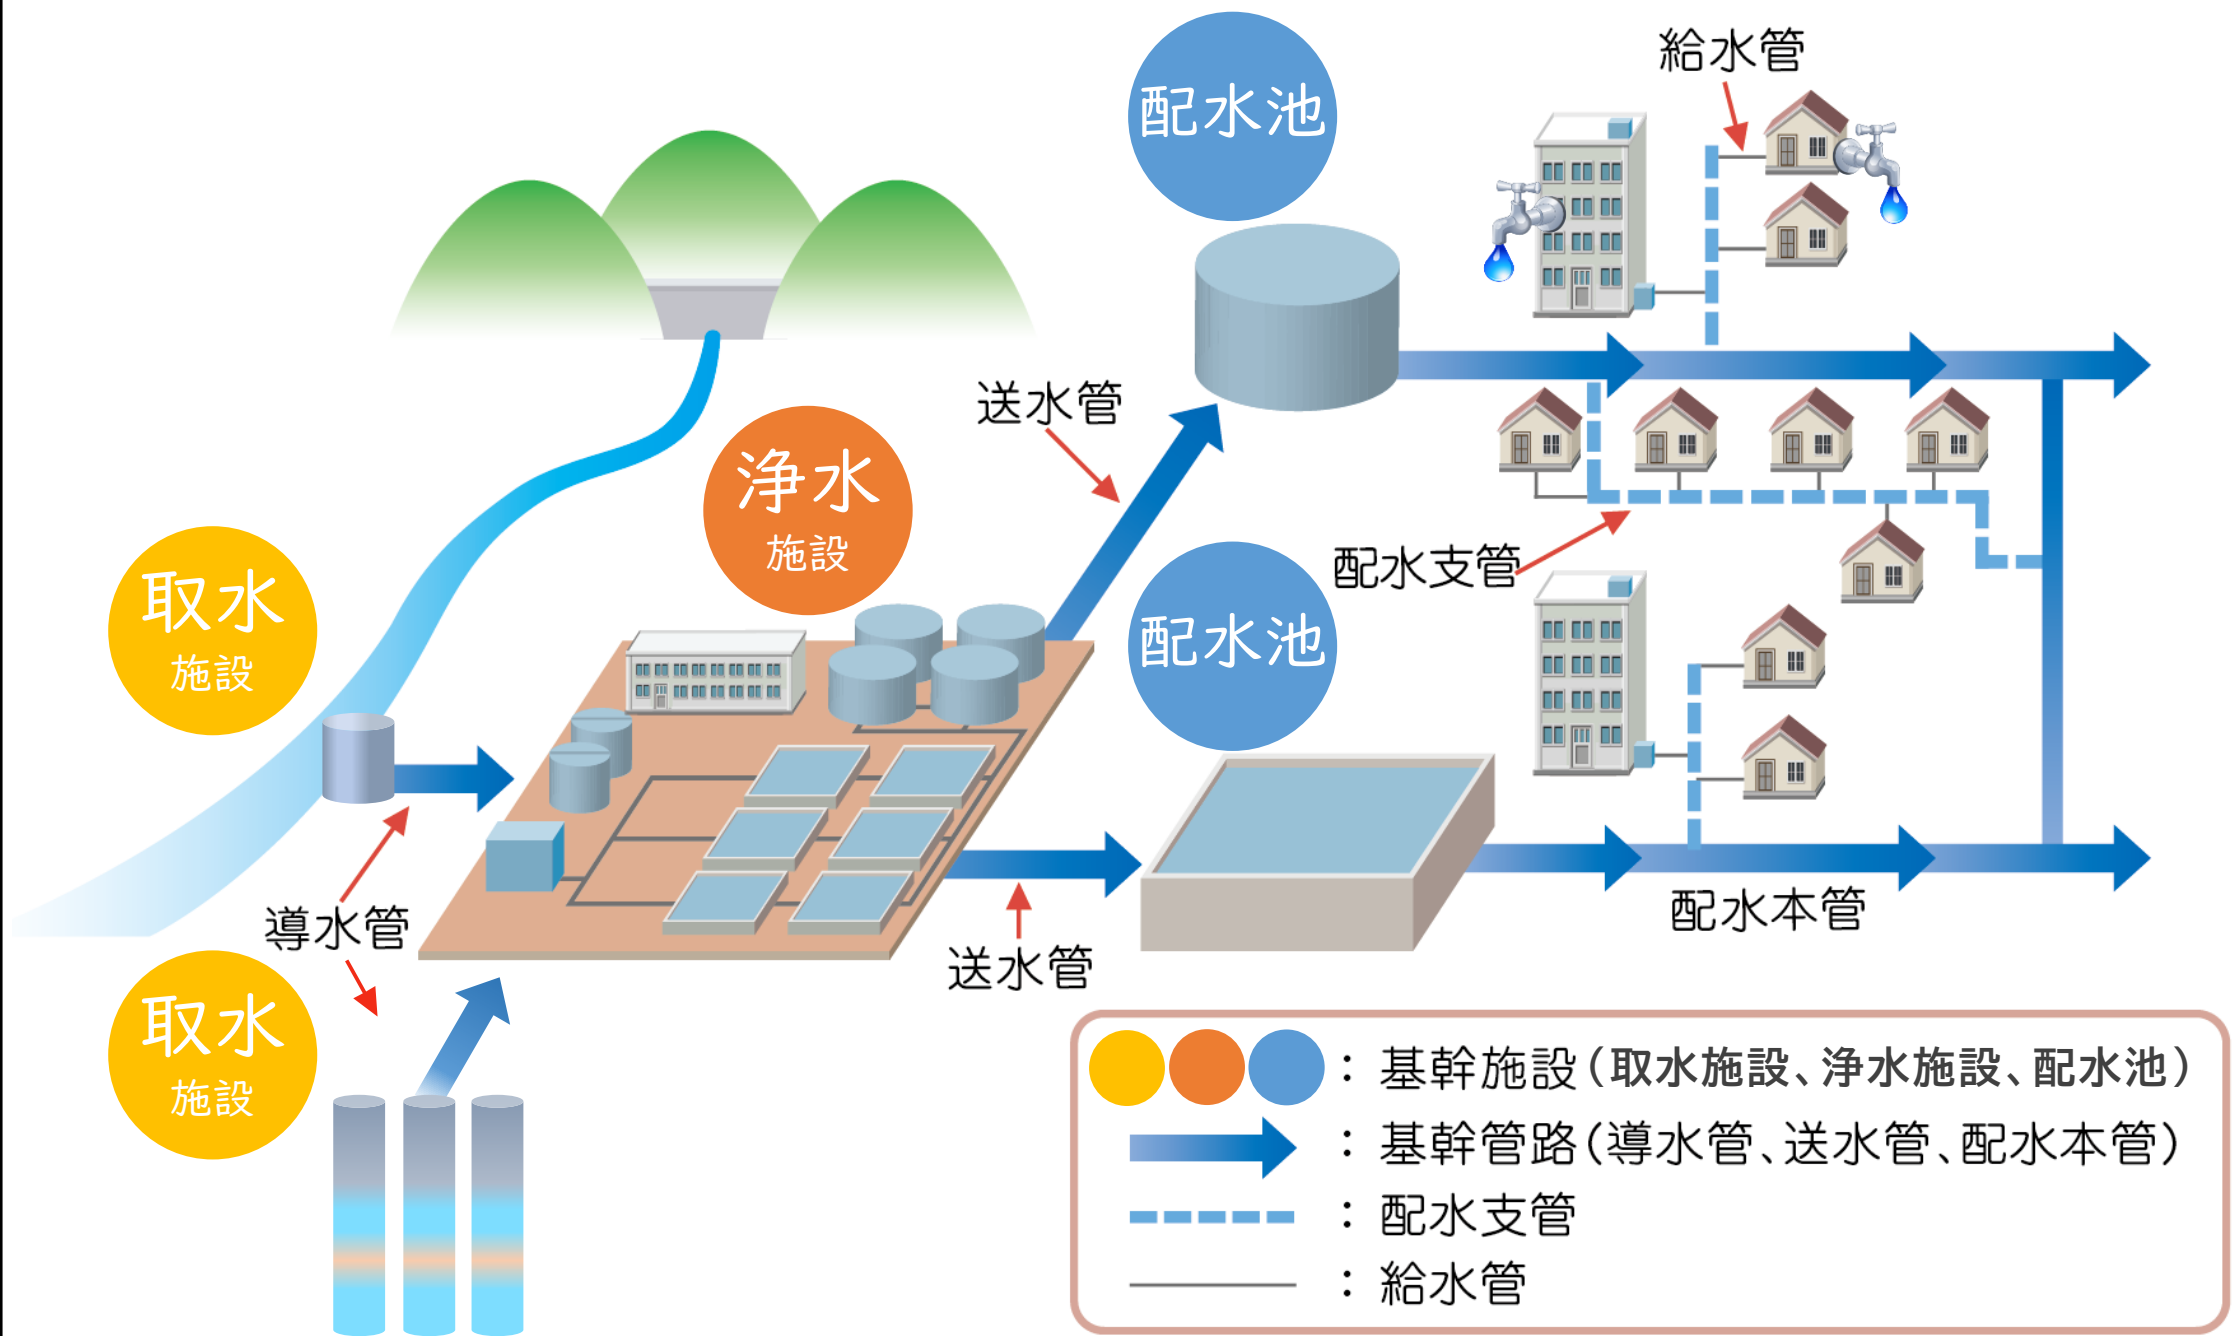 給水管
配水池
送水管
浄水
施設
取水
施設
配水支管
配水池
導水管
送水管
配水本管
取水
施設
：基幹施設（取水施設、浄水施設、配水池）
：基幹管路（導水管、送水管、配水本管）
：配水支管
：給水管